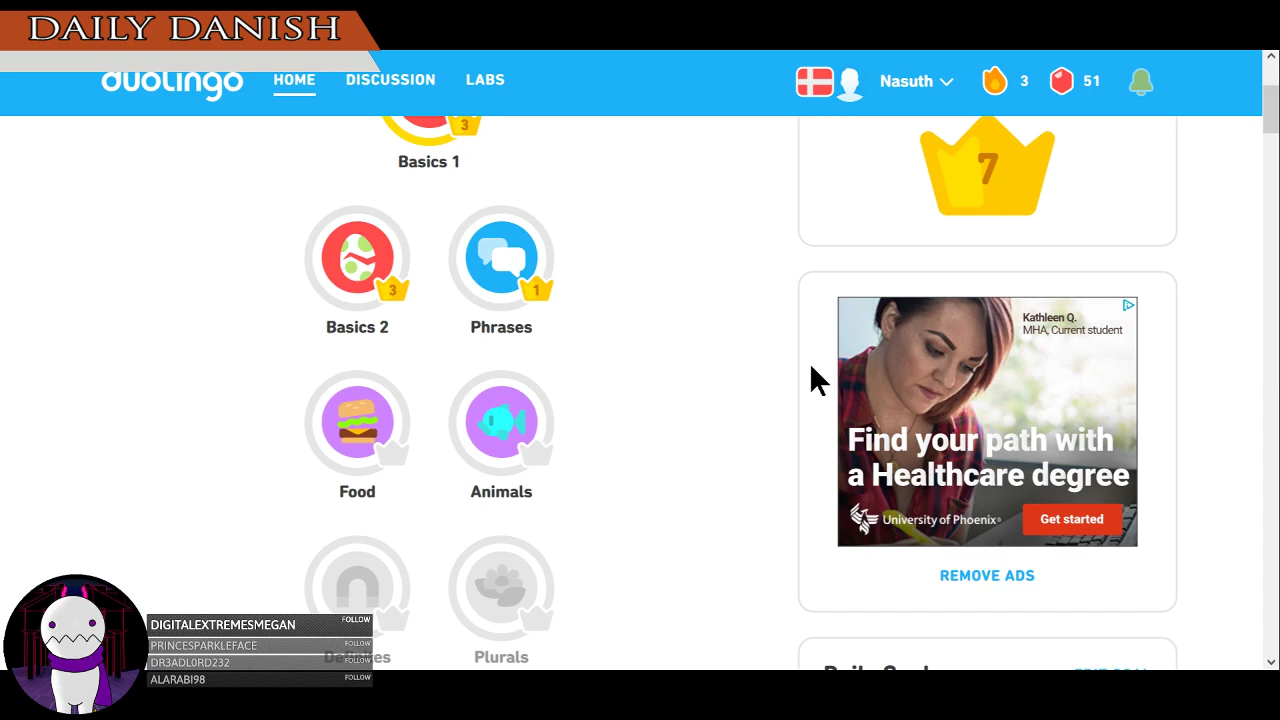 DAILY DANISH
duolingo HOME DISCUSSION LABS Nasuth 3 51
3
Basics 1
7
3 1
Basics 2 Phrases
Kathleen Q.
MHA, Current student
Find your path with
a Healthcare degree
University of Phoenix® Get started
REMOVE ADS
Food Animals
DIGITALEXTREMESMEGAN FOLLOW
PRINCESPARKLEFACE FOLLOW
DR3ADL0RD232 FOLLOW
ALARABI98 FOLLOW
Plurals